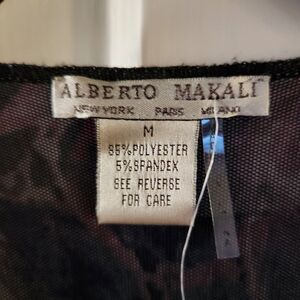 ALBERTO MAKALI
NEW YORK PARIS MILANO
M
95% POLYESTER
5% SPANDEX
SEE REVERSE
FOR CARE